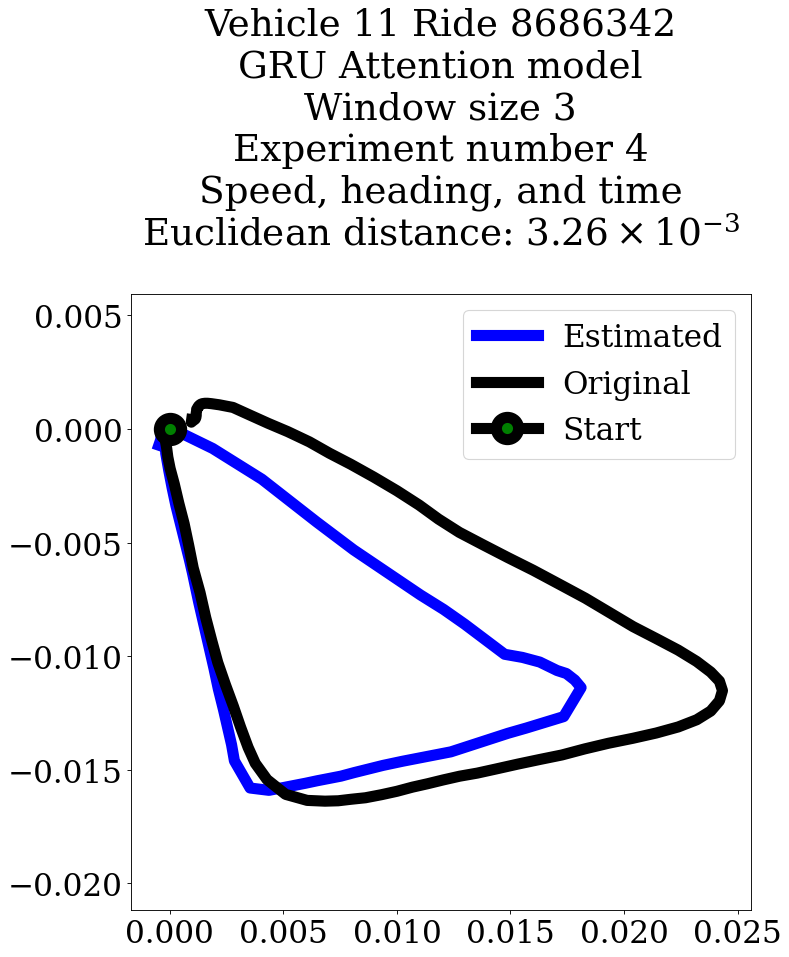 Vehicle 11 Ride 8686342
GRU Attention model
Window size 3
Experiment number 4
Speed, heading, and time
Euclidean distance: 3.26 × 10⁻³
0.005
0.000
−0.005
−0.010
−0.015
−0.020
Estimated
Original
Start
0.000 0.005 0.010 0.015 0.020 0.025